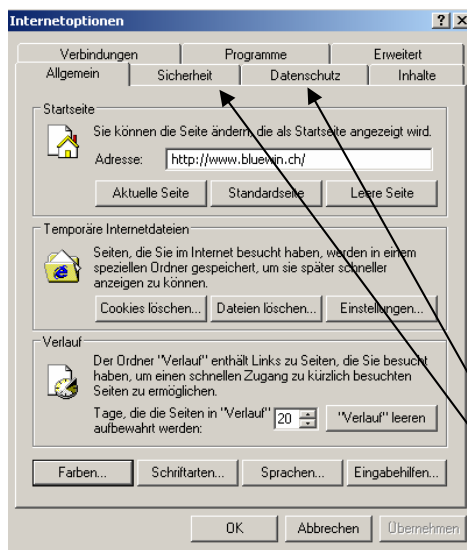 Internetoptionen
Verbindungen Programme Erweitert
Allgemein Sicherheit Datenschutz Inhalte
Startseite
Sie können die Seite ändern, die als Startseite angezeigt wird.
Adresse: http://www.bluewin.ch/
Aktuelle Seite Standardseite Leere Seite
Temporäre Internetdateien
Seiten, die Sie im Internet besucht haben, werden in einem
speziellen Ordner gespeichert, um sie später schneller
anzeigen zu können.
Cookies löschen... Dateien löschen... Einstellungen...
Verlauf
Der Ordner "Verlauf" enthält Links zu Seiten, die Sie besucht
haben, um einen schnellen Zugang zu kürzlich besuchten
Seiten zu ermöglichen.
Tage, die die Seiten in "Verlauf" 20 "Verlauf" leeren
aufbewahrt werden:
Farben... Schriftarten... Sprachen... Eingabehilfen...
OK Abbrechen Übernehmen